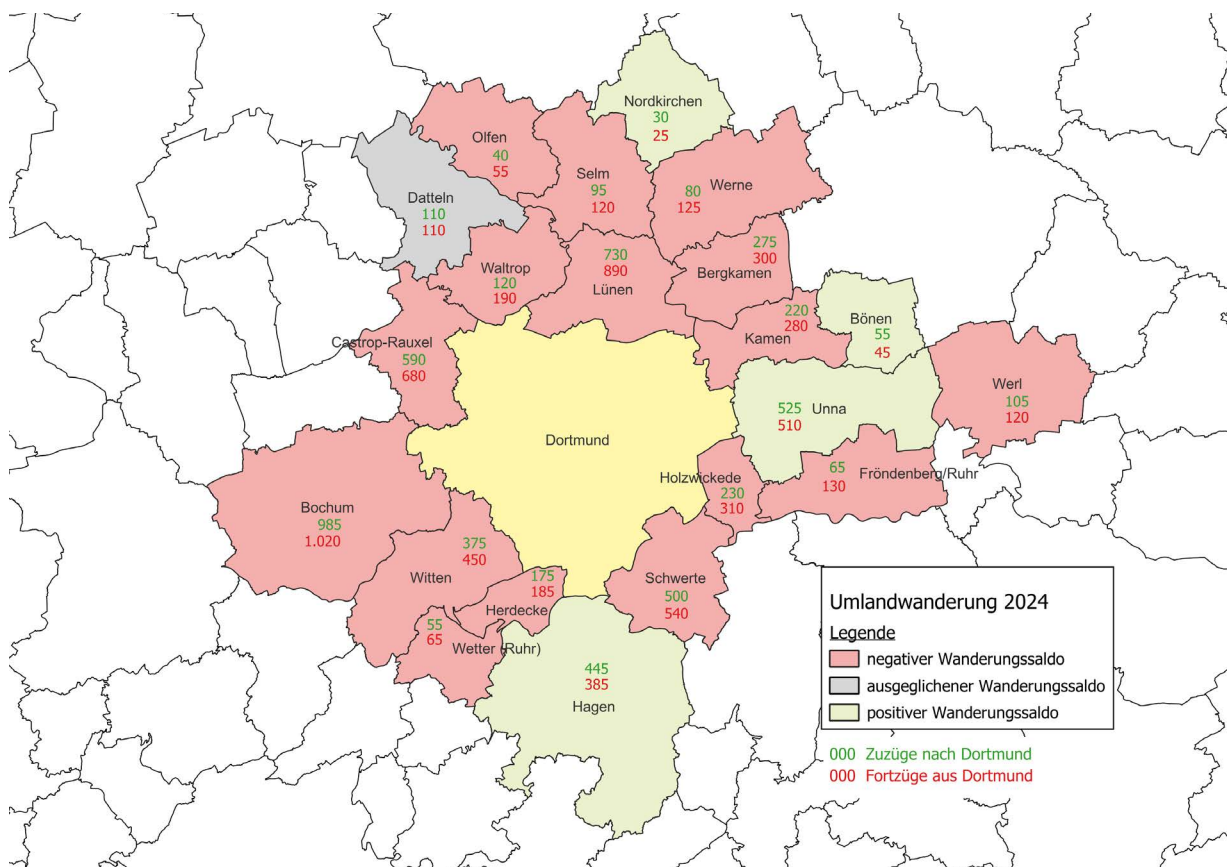 Nordkirchen
30
25
Olfen
40
55
Selm
95
120
Werne
80
125
Datteln
110
110
Waltrop
120
190
730
890
Lünen
275
300
Bergkamen
220
280
Kamen
Bönen
55
45
Castrop-Rauxel
590
680
Werl
105
120
525
510
Unna
Dortmund
65
130
Fröndenberg/Ruhr
Holzwickede
230
310
Bochum
985
1.020
375
450
Witten
175
185
Herdecke
Schwerte
500
540
55
65
Wetter (Ruhr)
445
385
Hagen
Umlandwanderung 2024
Legende
negativer Wanderungssaldo
ausgeglichener Wanderungssaldo
positiver Wanderungssaldo
000 Zuzüge nach Dortmund
000 Fortzüge aus Dortmund